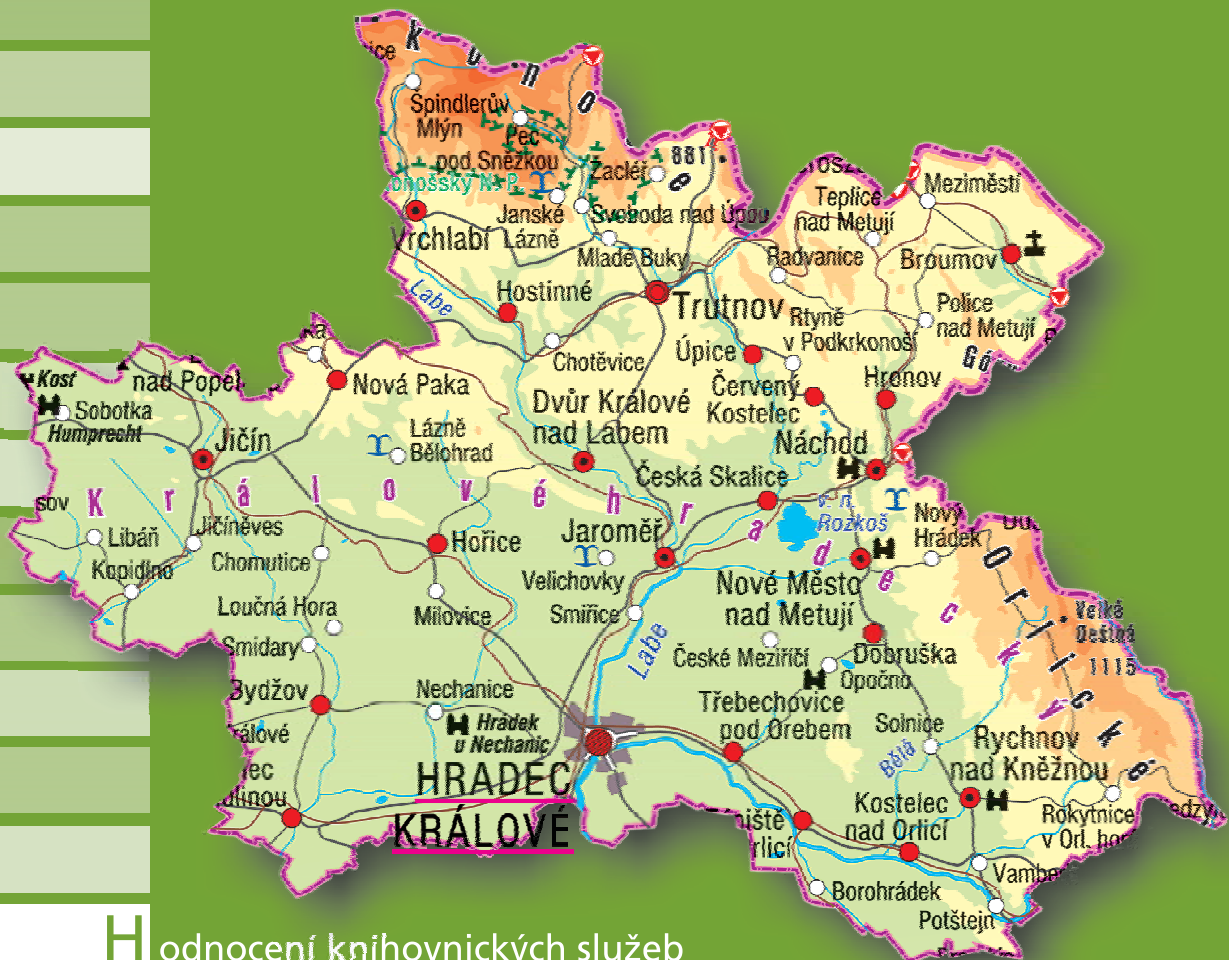 Špindlerův
Mlýn
Pec
pod Sněžkou
Žacléř
881
Janské
Lázně
Svoboda nad Úpou
Vrchlabí
Mladé Buky
Teplice
nad Metují
Meziměstí
Radvanice
Broumov
Labe
Hostinné
Trutnov
Police
nad Metují
Rtyně
v Podkrkonoší
Chotěvice
Úpice
Hronov
Červený
Kostelec
Kost
nad Popel
Nová Paka
Sobotka
Humprecht
Dvůr Králové
nad Labem
Jičín
Lázně
Bělohrad
Náchod
Česká Skalice
K r á l o v é h r a d e c k ý
sov
v. n.
Rozkoš
Nový
Hrádek
Libáň
Jičíněves
Chomutice
Hořice
Jaroměř
Kopidlno
Velichovky
Nové Město
nad Metují
Milovice
Smiřice
Loučná Hora
Labe
Smidary
České Meziříčí
Dobruška
Opočno
Orlick
1115
Bydžov
Nechanice
Hrádek
u Nechanic
Třebechovice
pod Orebem
Solnice
Bělá
Rychnov
nad Kněžnou
HRADEC
KRÁLOVÉ
Kostelec
nad Orlicí
Rokytnice
v Orl. hor
Vamber
Borohrádek
Potštejn
Hodnocení knihovnických služeb